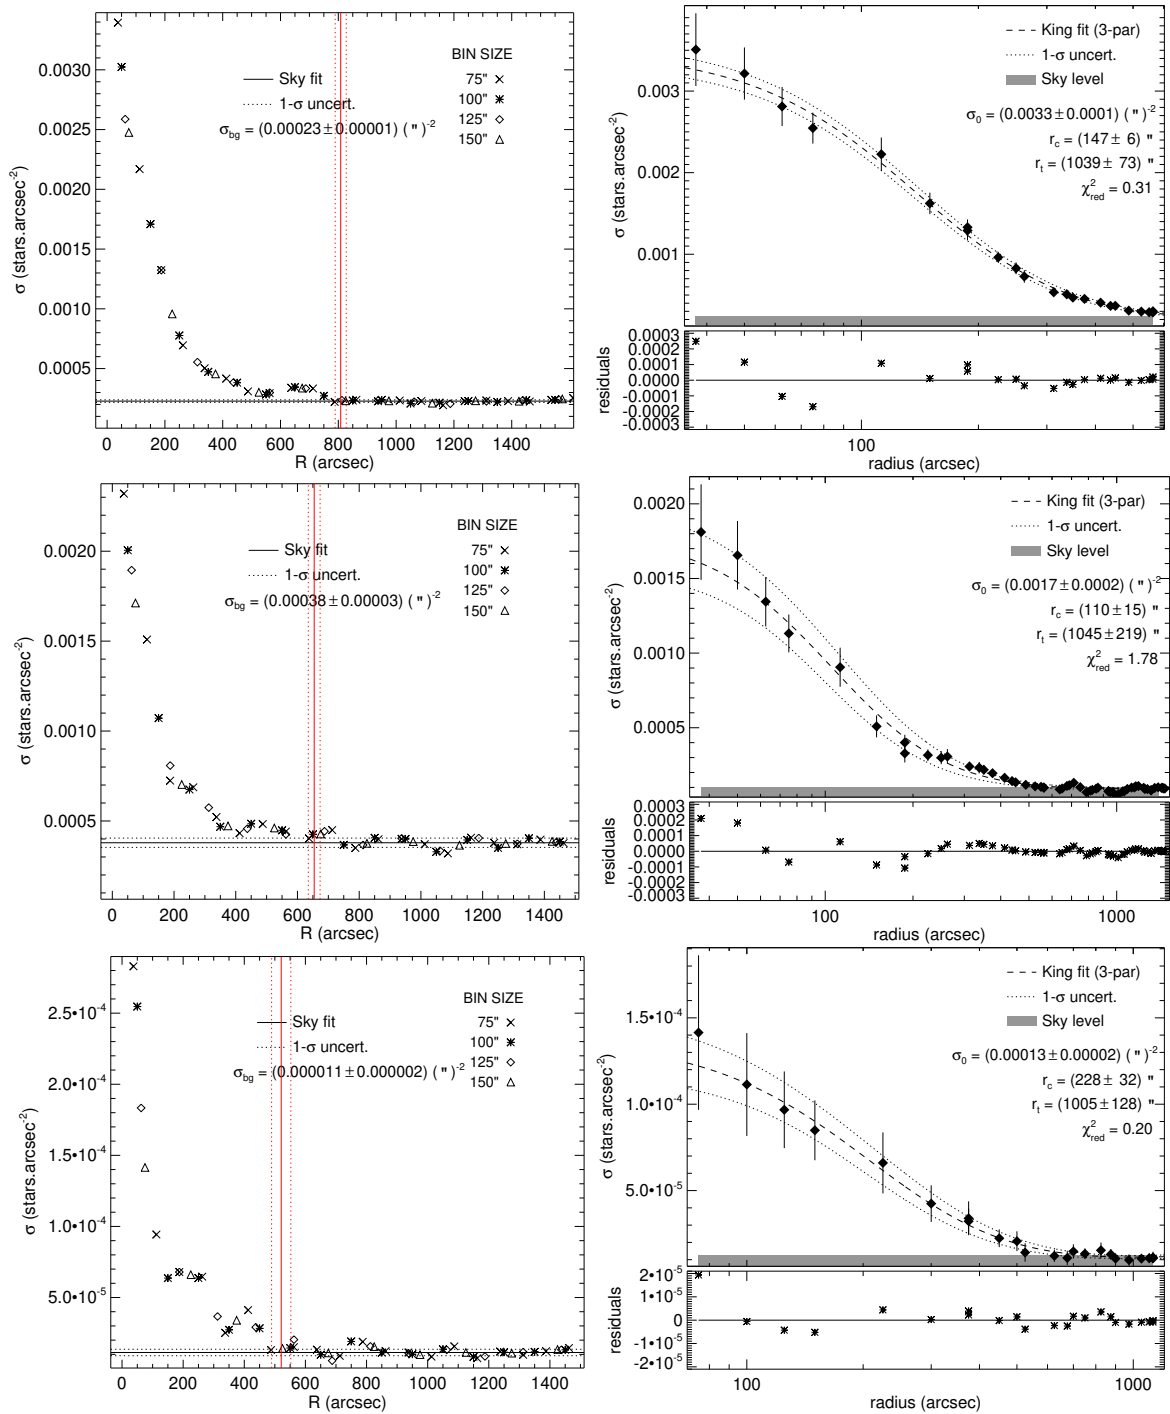 BIN SIZE
Sky fit
75" ×
1-σ uncert.
100" ✱
σbg = (0.00023±0.00001) (")-2
125" ◇
150" △
0.0030
0.0025
0.0020
0.0015
0.0010
0.0005
σ (stars.arcsec-2)
0 200 400 600 800 1000 1200 1400
R (arcsec)
King fit (3-par)
1-σ uncert.
Sky level
σ0 = (0.0033±0.0001) (")-2
rc = (147± 6) "
rt = (1039± 73) "
χ2red = 0.31
0.003
0.002
0.001
σ (stars.arcsec-2)
0.0003
0.0002
0.0001
0.0000
-0.0001
-0.0002
-0.0003
residuals
100
radius (arcsec)
BIN SIZE
Sky fit
75" ×
1-σ uncert.
100" ✱
125" ◇
σbg = (0.00038±0.00003) (")-2
150" △
0.0020
0.0015
0.0010
0.0005
σ (stars.arcsec-2)
0 200 400 600 800 1000 1200 1400
R (arcsec)
King fit (3-par)
1-σ uncert.
Sky level
σ0 = (0.0017±0.0002) (")-2
rc = (110±15) "
rt = (1045±219) "
χ2red = 1.78
0.0020
0.0015
0.0010
0.0005
0.0000
σ (stars.arcsec-2)
0.0003
0.0002
0.0001
0.0000
-0.0001
-0.0002
-0.0003
residuals
100 1000
radius (arcsec)
BIN SIZE
Sky fit
75" ×
100" ✱
1-σ uncert.
125" ◇
σbg = (0.000011±0.000002) (")-2
150" △
2.5•10-4
2.0•10-4
1.5•10-4
1.0•10-4
5.0•10-5
σ (stars.arcsec-2)
0 200 400 600 800 1000 1200 1400
R (arcsec)
King fit (3-par)
1-σ uncert.
Sky level
σ0 = (0.00013±0.00002) (")-2
rc = (228± 32) "
rt = (1005±128) "
χ2red = 0.20
1.5•10-4
1.0•10-4
5.0•10-5
σ (stars.arcsec-2)
2•10-5
1•10-5
0
-1•10-5
-2•10-5
residuals
100 1000
radius (arcsec)